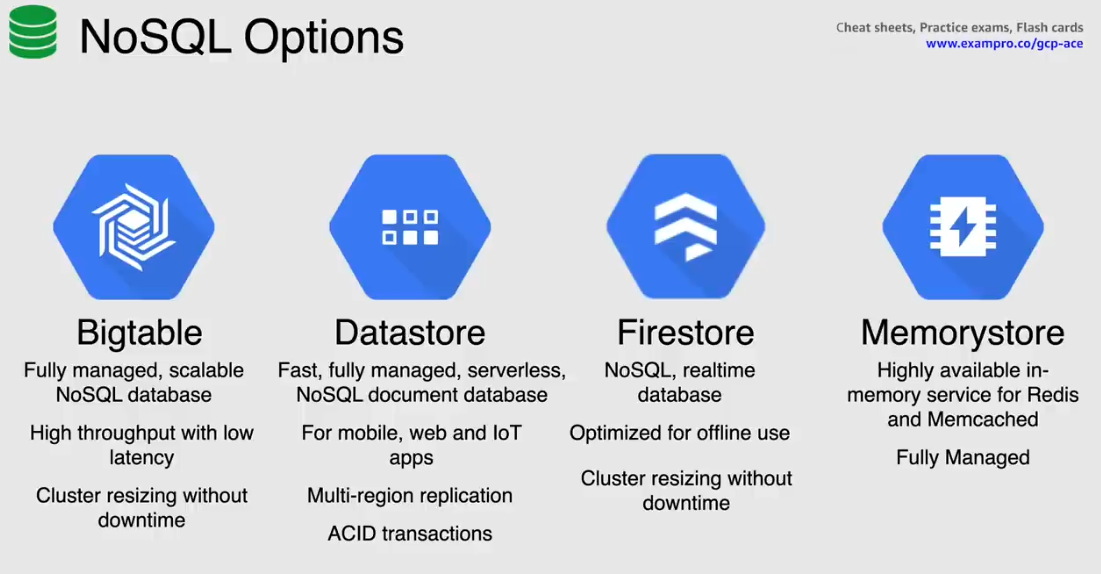 NoSQL Options
Cheat sheets, Practice exams, Flash cards
www.exampro.co/gcp-ace
Bigtable
Fully managed, scalable
NoSQL database
High throughput with low
latency
Cluster resizing without
downtime
Datastore
Fast, fully managed, serverless,
NoSQL document database
For mobile, web and IoT
apps
Multi-region replication
ACID transactions
Firestore
NoSQL, realtime
database
Optimized for offline use
Cluster resizing without
downtime
Memorystore
Highly available in-
memory service for Redis
and Memcached
Fully Managed